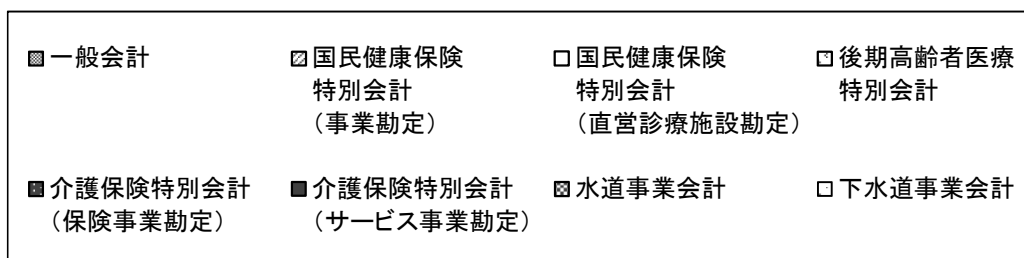 一般会計
国民健康保険
特別会計
（事業勘定）
国民健康保険
特別会計
（直営診療施設勘定）
後期高齢者医療
特別会計
介護保険特別会計
（保険事業勘定）
介護保険特別会計
（サービス事業勘定）
水道事業会計
下水道事業会計